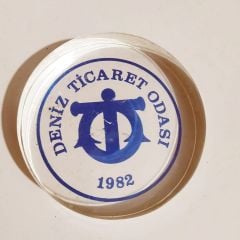 DENİZ TİCARET ODASI
1982